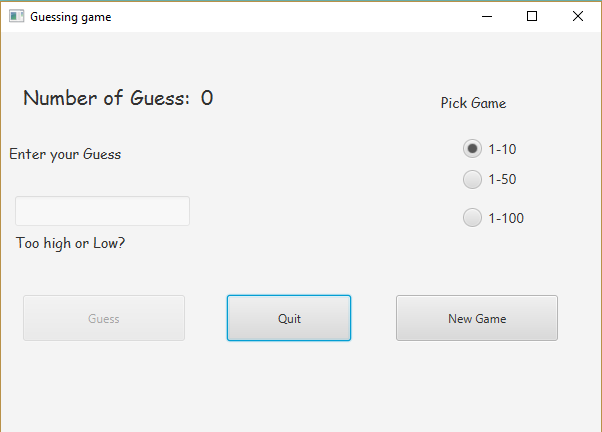 Guessing game
Number of Guess: 0
Pick Game
Enter your Guess
1-10
1-50
1-100
Too high or Low?
Guess
Quit
New Game